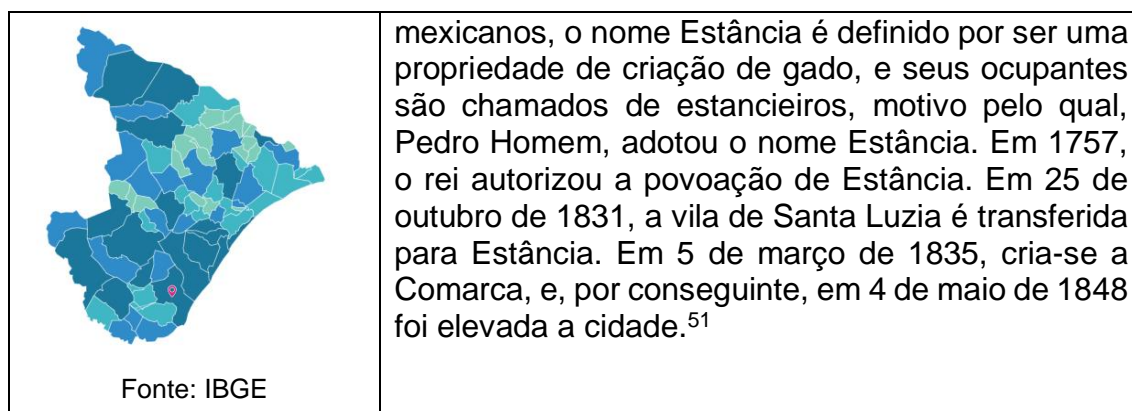 mexicanos, o nome Estância é definido por ser uma
propriedade de criação de gado, e seus ocupantes
são chamados de estancieiros, motivo pelo qual,
Pedro Homem, adotou o nome Estância. Em 1757,
o rei autorizou a povoação de Estância. Em 25 de
outubro de 1831, a vila de Santa Luzia é transferida
para Estância. Em 5 de março de 1835, cria-se a
Comarca, e, por conseguinte, em 4 de maio de 1848
foi elevada a cidade.51
Fonte: IBGE